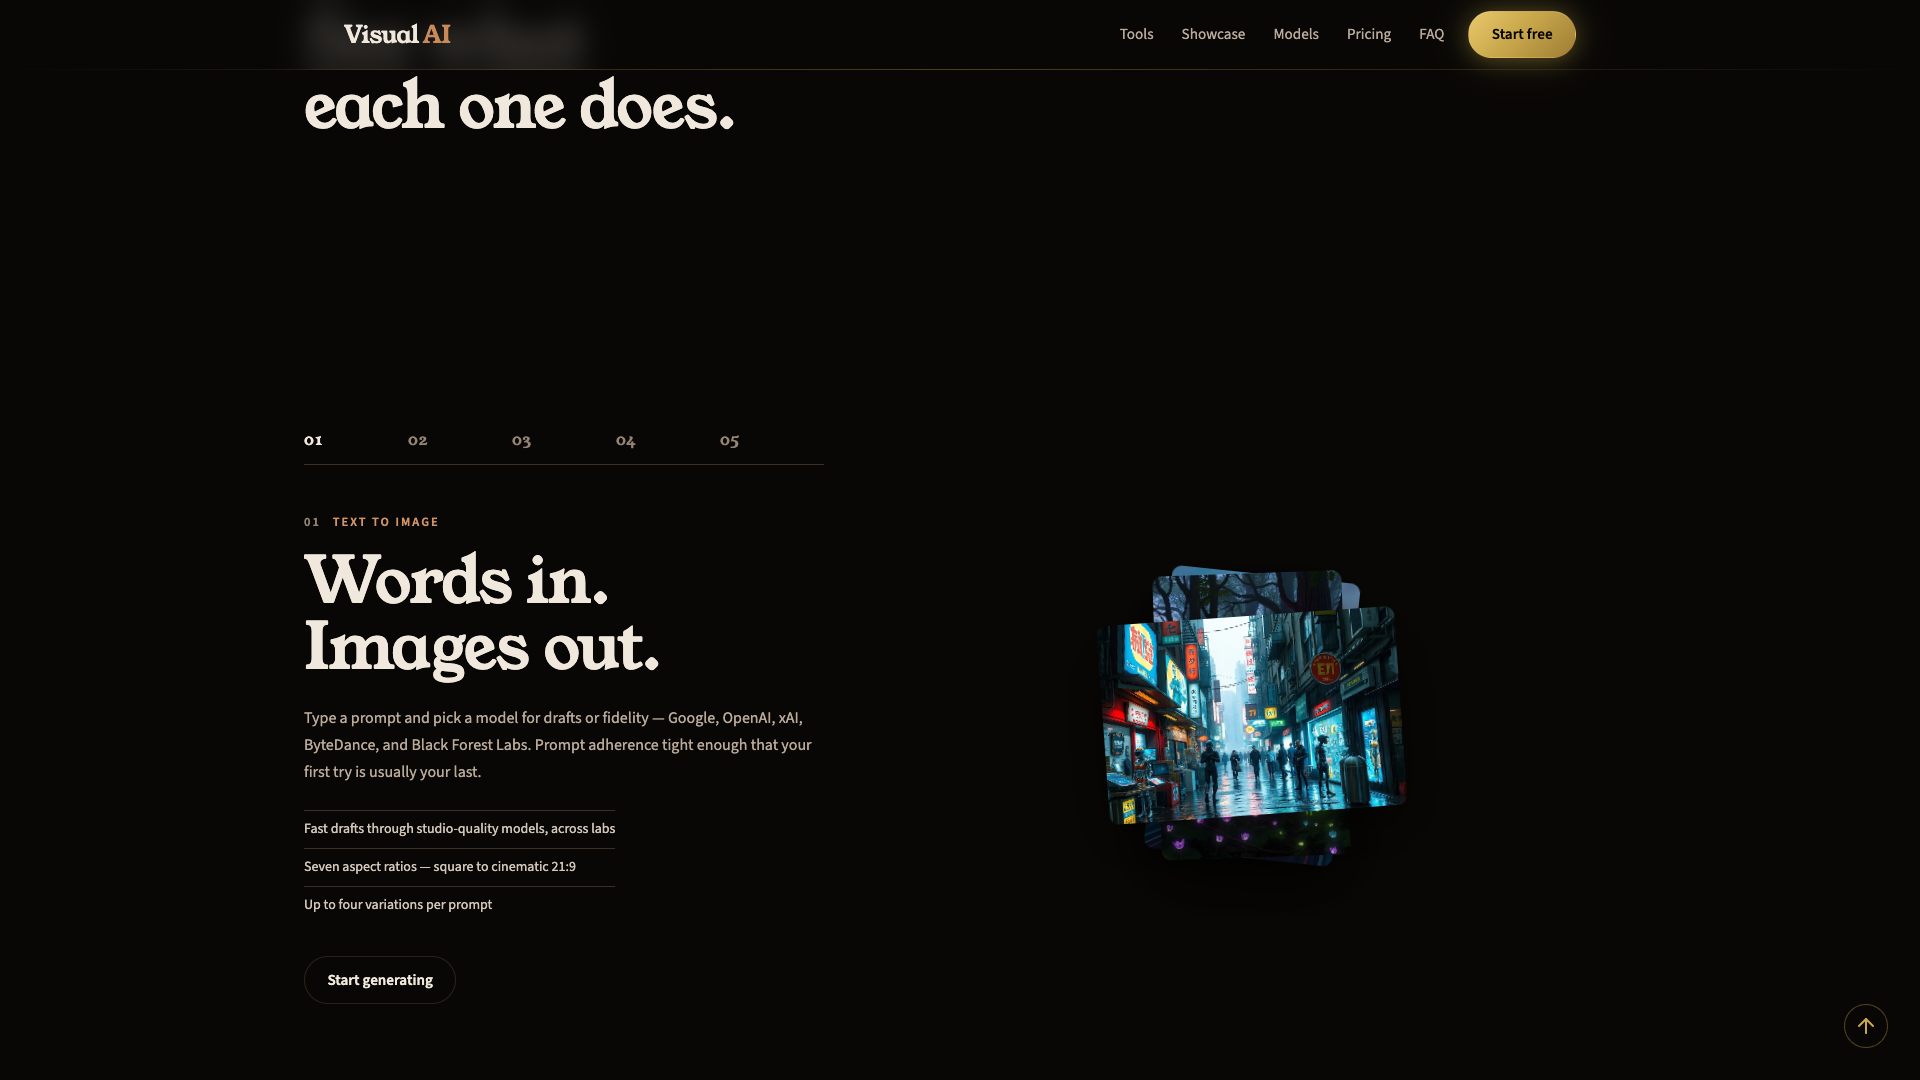 Visual AI
Tools
Showcase
Models
Pricing
FAQ
Start free
each one does.
01
02
03
04
05
01 TEXT TO IMAGE
Words in.
Images out.
Type a prompt and pick a model for drafts or fidelity — Google, OpenAI, xAI,
ByteDance, and Black Forest Labs. Prompt adherence tight enough that your
first try is usually your last.
Fast drafts through studio-quality models, across labs
Seven aspect ratios — square to cinematic 21:9
Up to four variations per prompt
Start generating